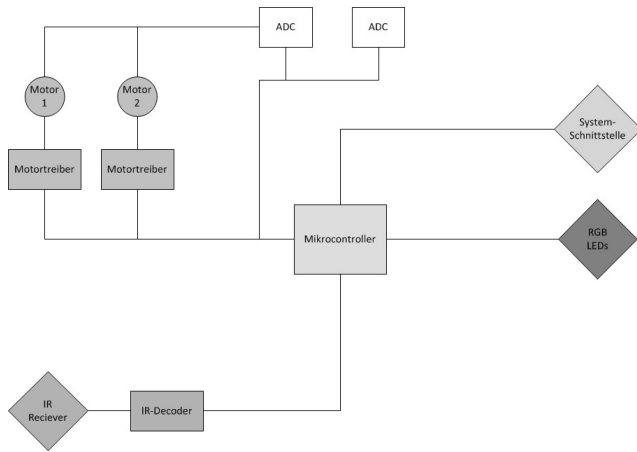 ADC
ADC
Motor
1
Motor
2
System-
Schnittstelle
Motortreiber
Motortreiber
Mikrocontroller
RGB
LEDs
IR
Reciever
IR-Decoder